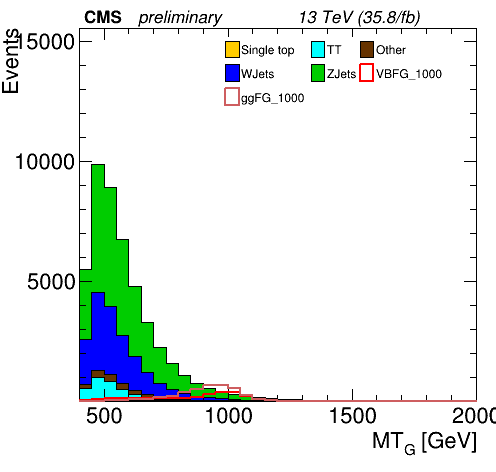 CMS preliminary 13 TeV (35.8/fb)
Events
15000
10000
5000
Single top TT Other
WJets ZJets VBFG_1000
ggFG_1000
500 1000 1500 2000
MT_G [GeV]